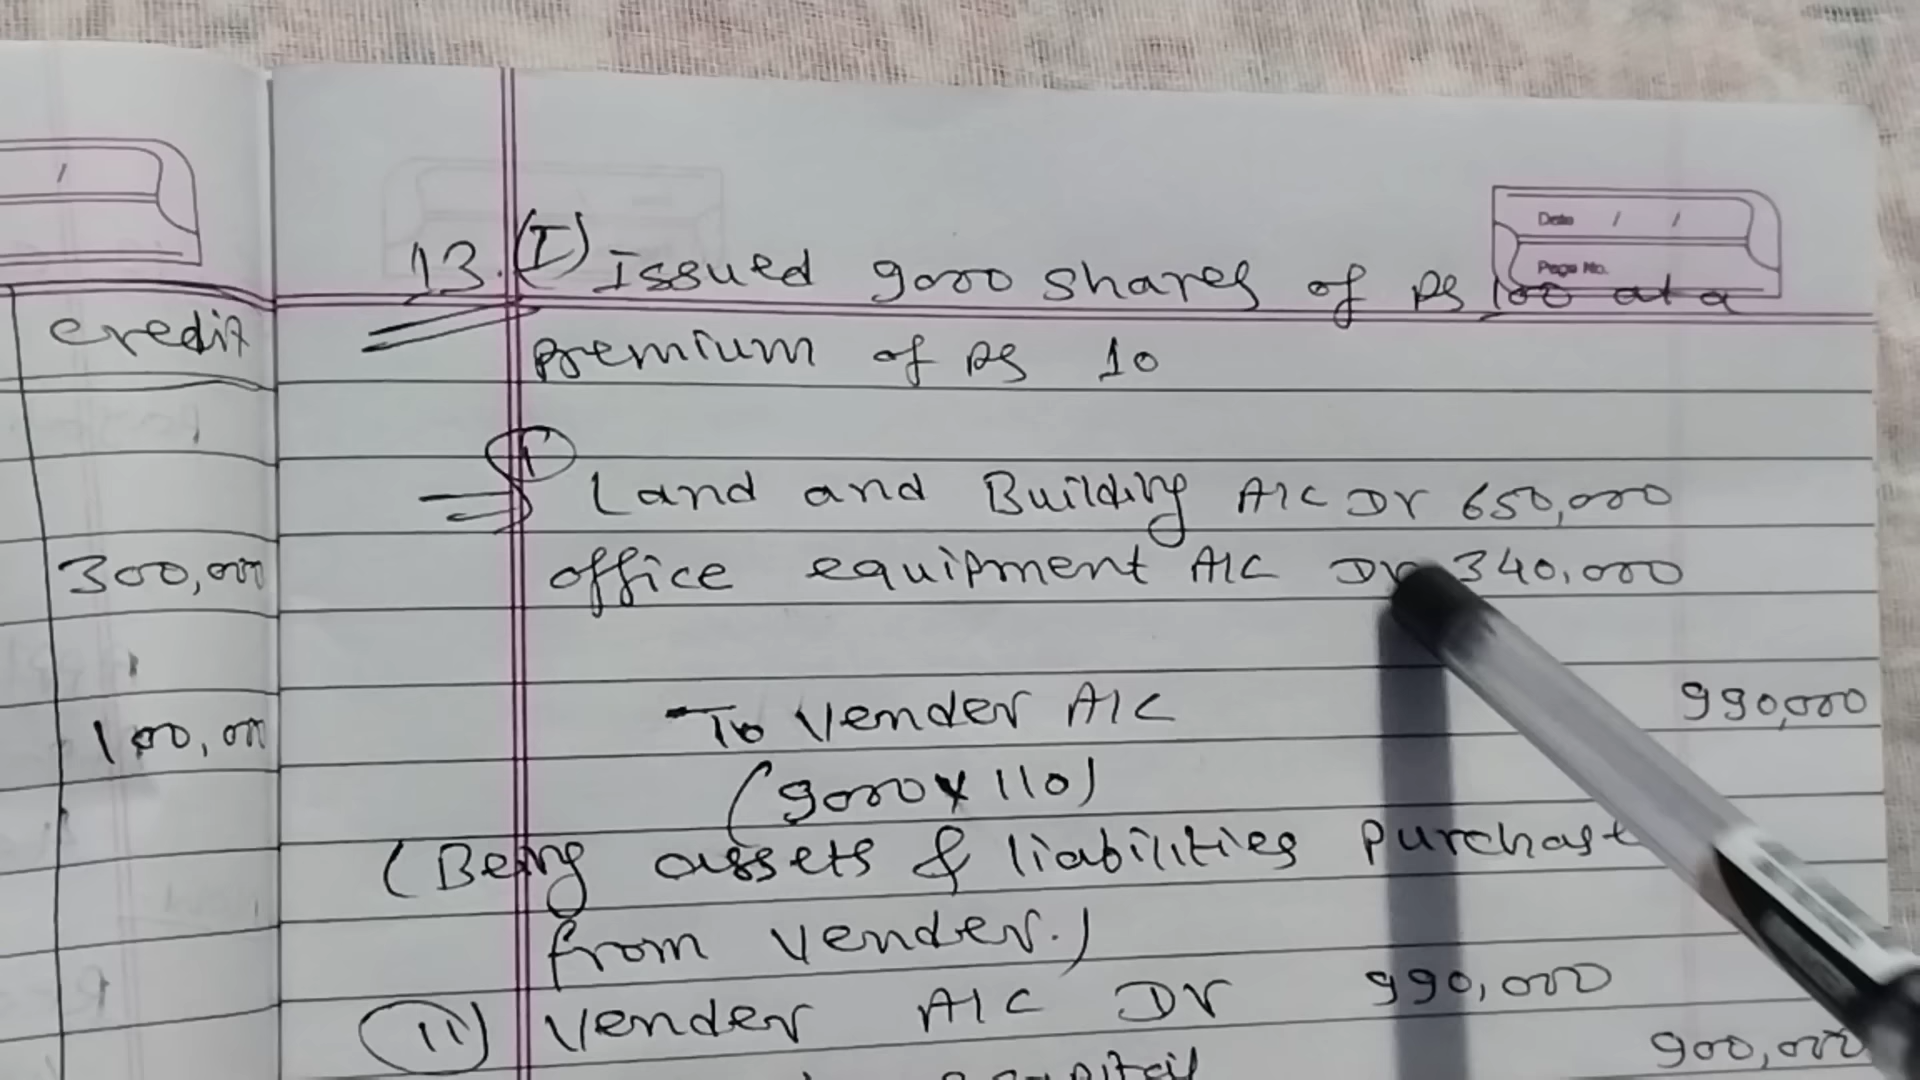 /
credit
300,000
100,000
Date / /
Page No.
13. (I) Issued 9000 shares of RS 100 at a
premium of RS 10
(I)
Land and Building A/C Dr 650,000
office equipment A/C Dr 340,000
To Vender A/C 990,000
(9000 x 110)
(Being assets & liabilities purchase
from vender.)
(II) Vender A/C Dr 990,000
capital 900,000